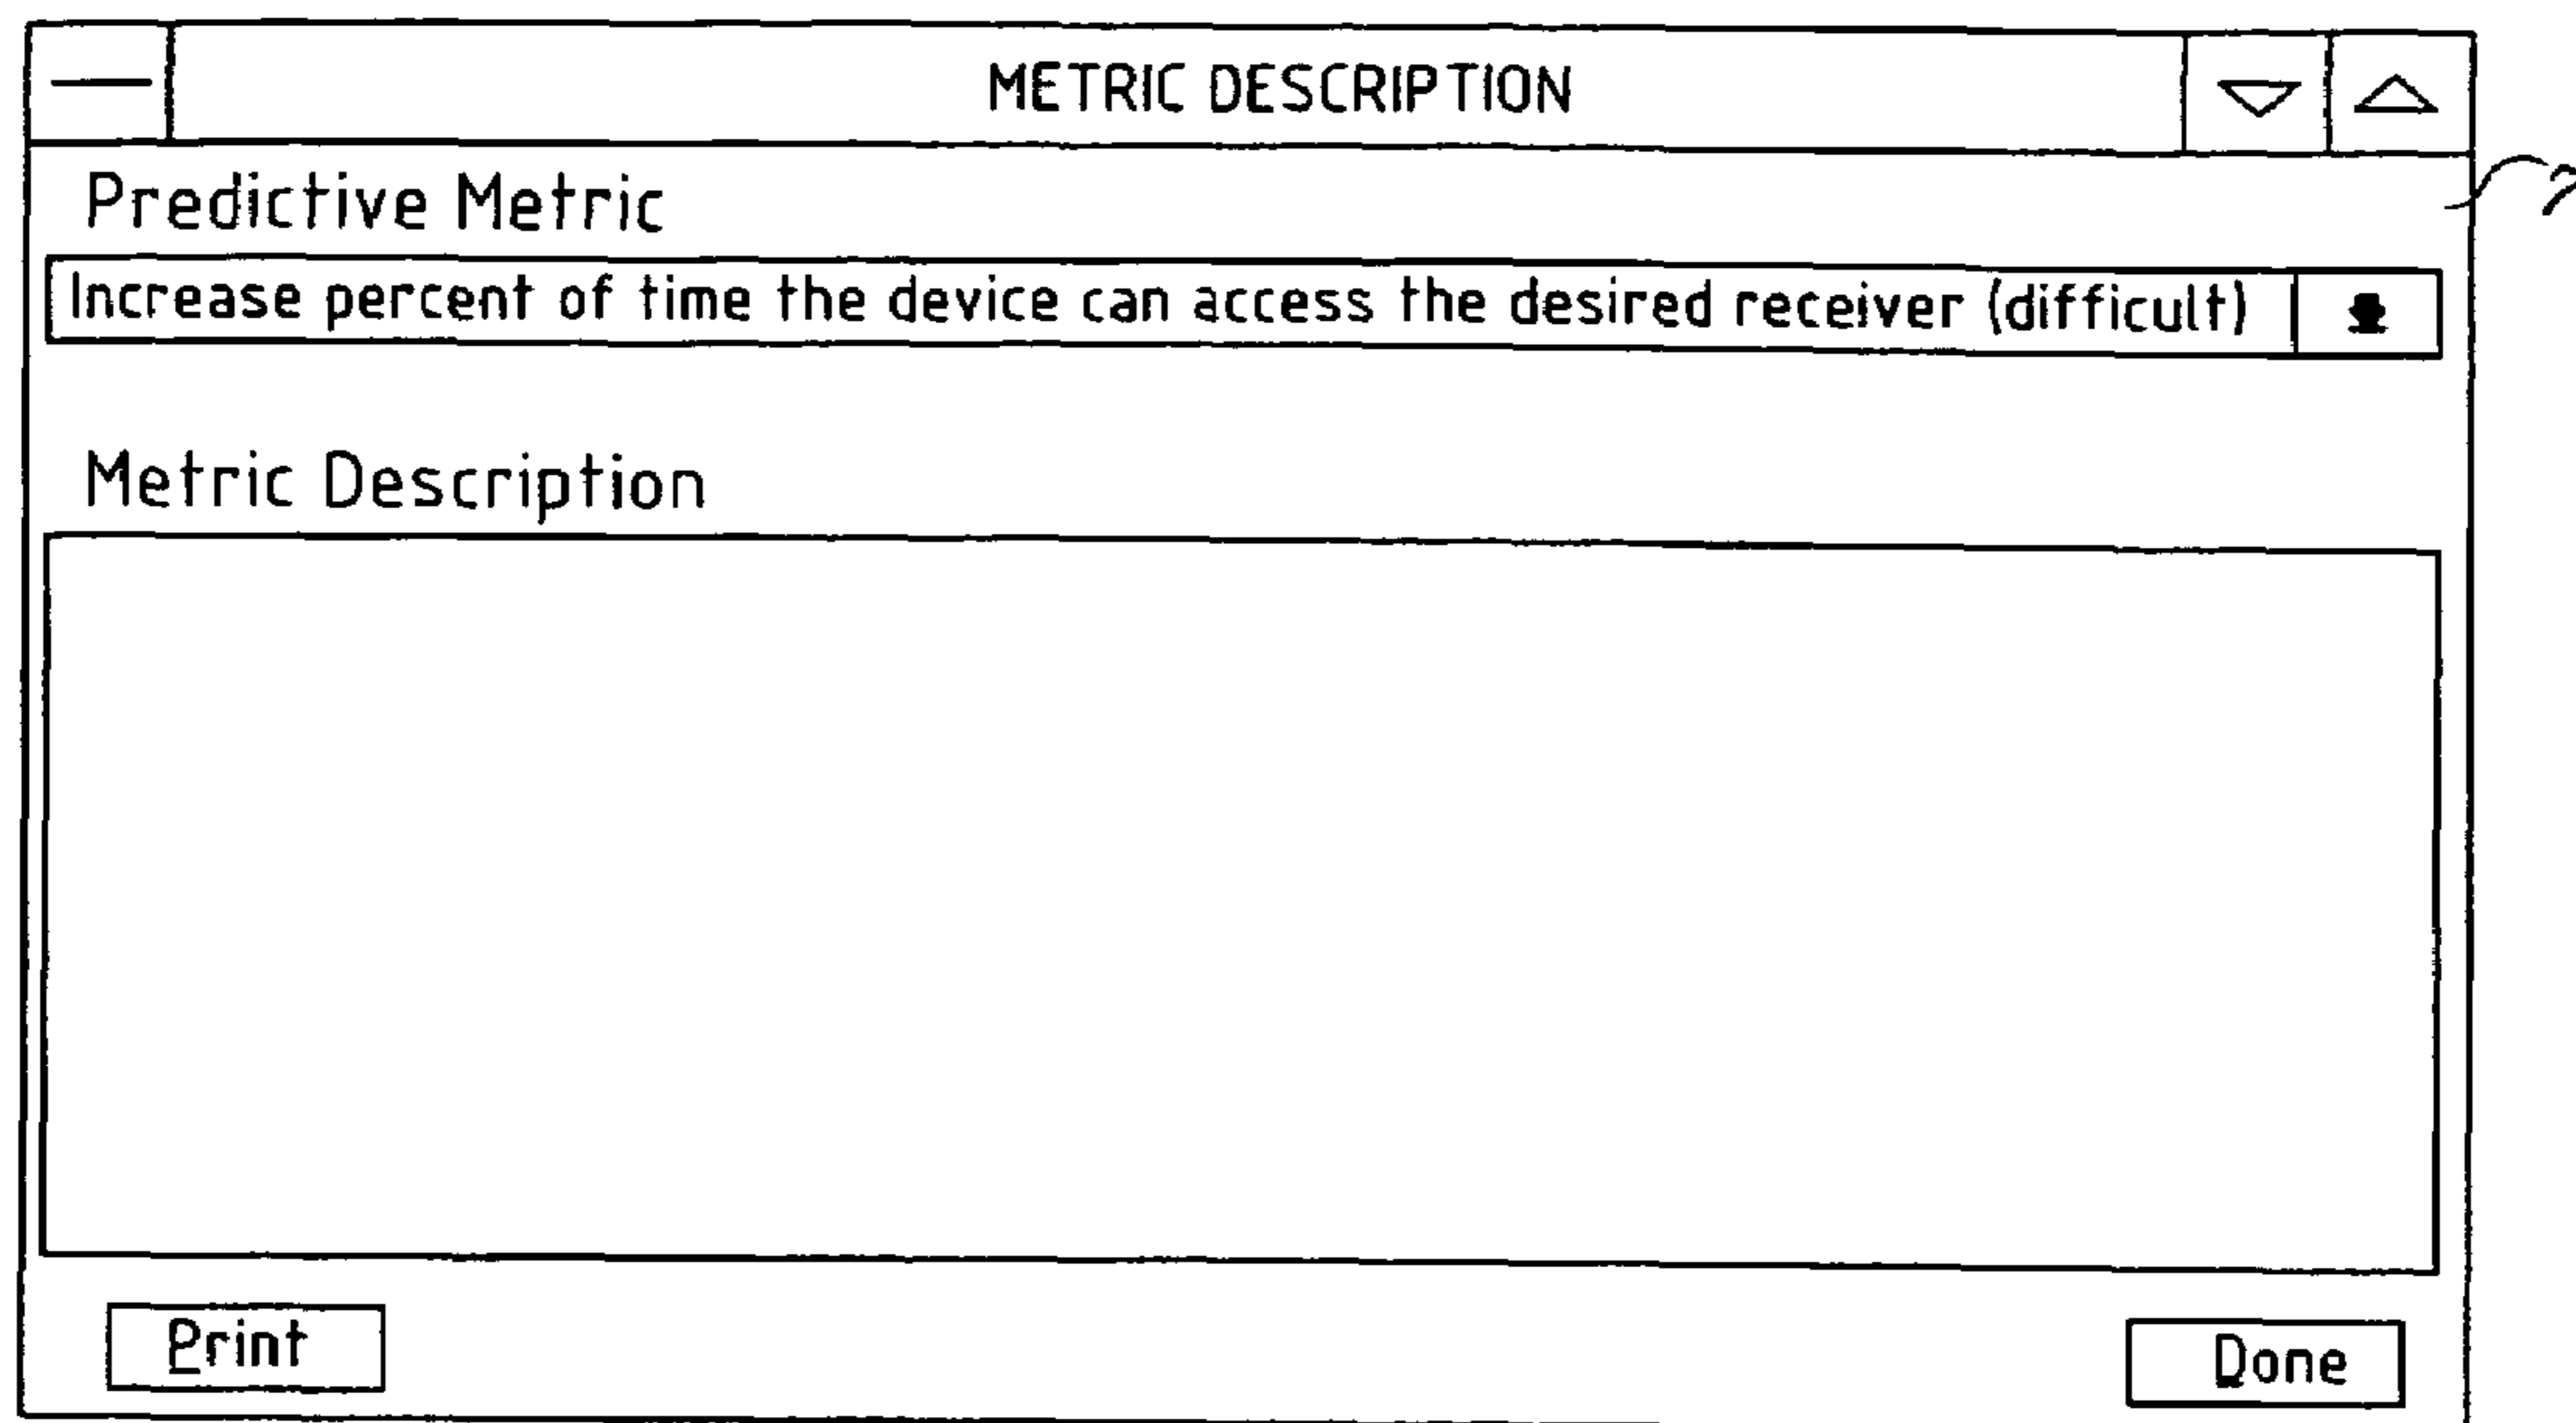 METRIC DESCRIPTION
Predictive Metric
Increase percent of time the device can access the desired receiver (difficult)
Metric Description
Print
Done